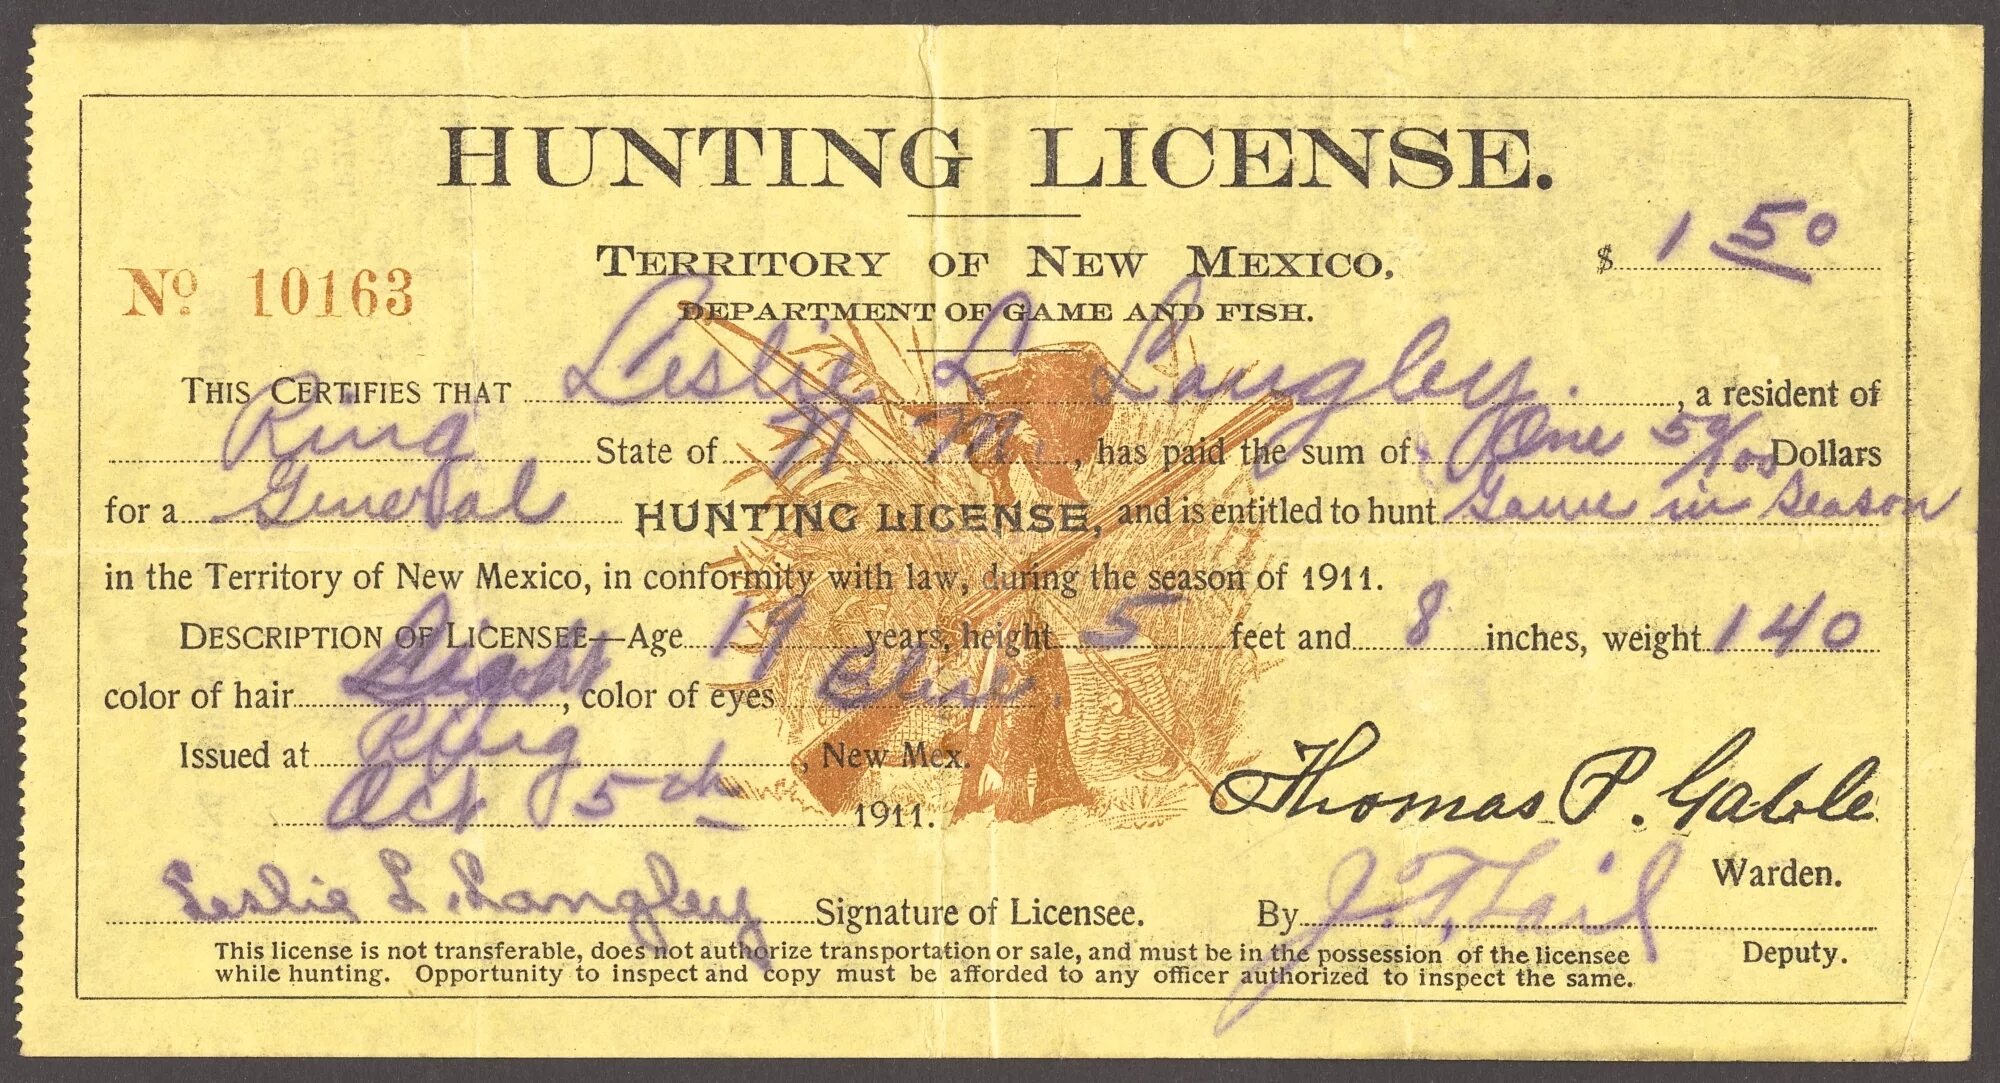 HUNTING LICENSE.
TERRITORY OF NEW MEXICO,
$ 1 50
No 10163
DEPARTMENT OF GAME AND FISH.
THIS CERTIFIES THAT Leslie L Langley. , a resident of
Ring State of N M. , has paid the sum of One 50/00 Dollars
for a General HUNTING LICENSE, and is entitled to hunt Game in Season
in the Territory of New Mexico, in conformity with law, during the season of 1911.
DESCRIPTION OF LICENSEE—Age 19 years, height 5 feet and 8 inches, weight 140
color of hair Light , color of eyes Blue.
Issued at Ring , New Mex.
Oct 5th 1911.
Thomas P. Gable
Warden.
Leslie L. Langley Signature of Licensee. By J. T.
Deputy.
This license is not transferable, does not authorize transportation or sale, and must be in the possession of the licensee
while hunting. Opportunity to inspect and copy must be afforded to any officer authorized to inspect the same.